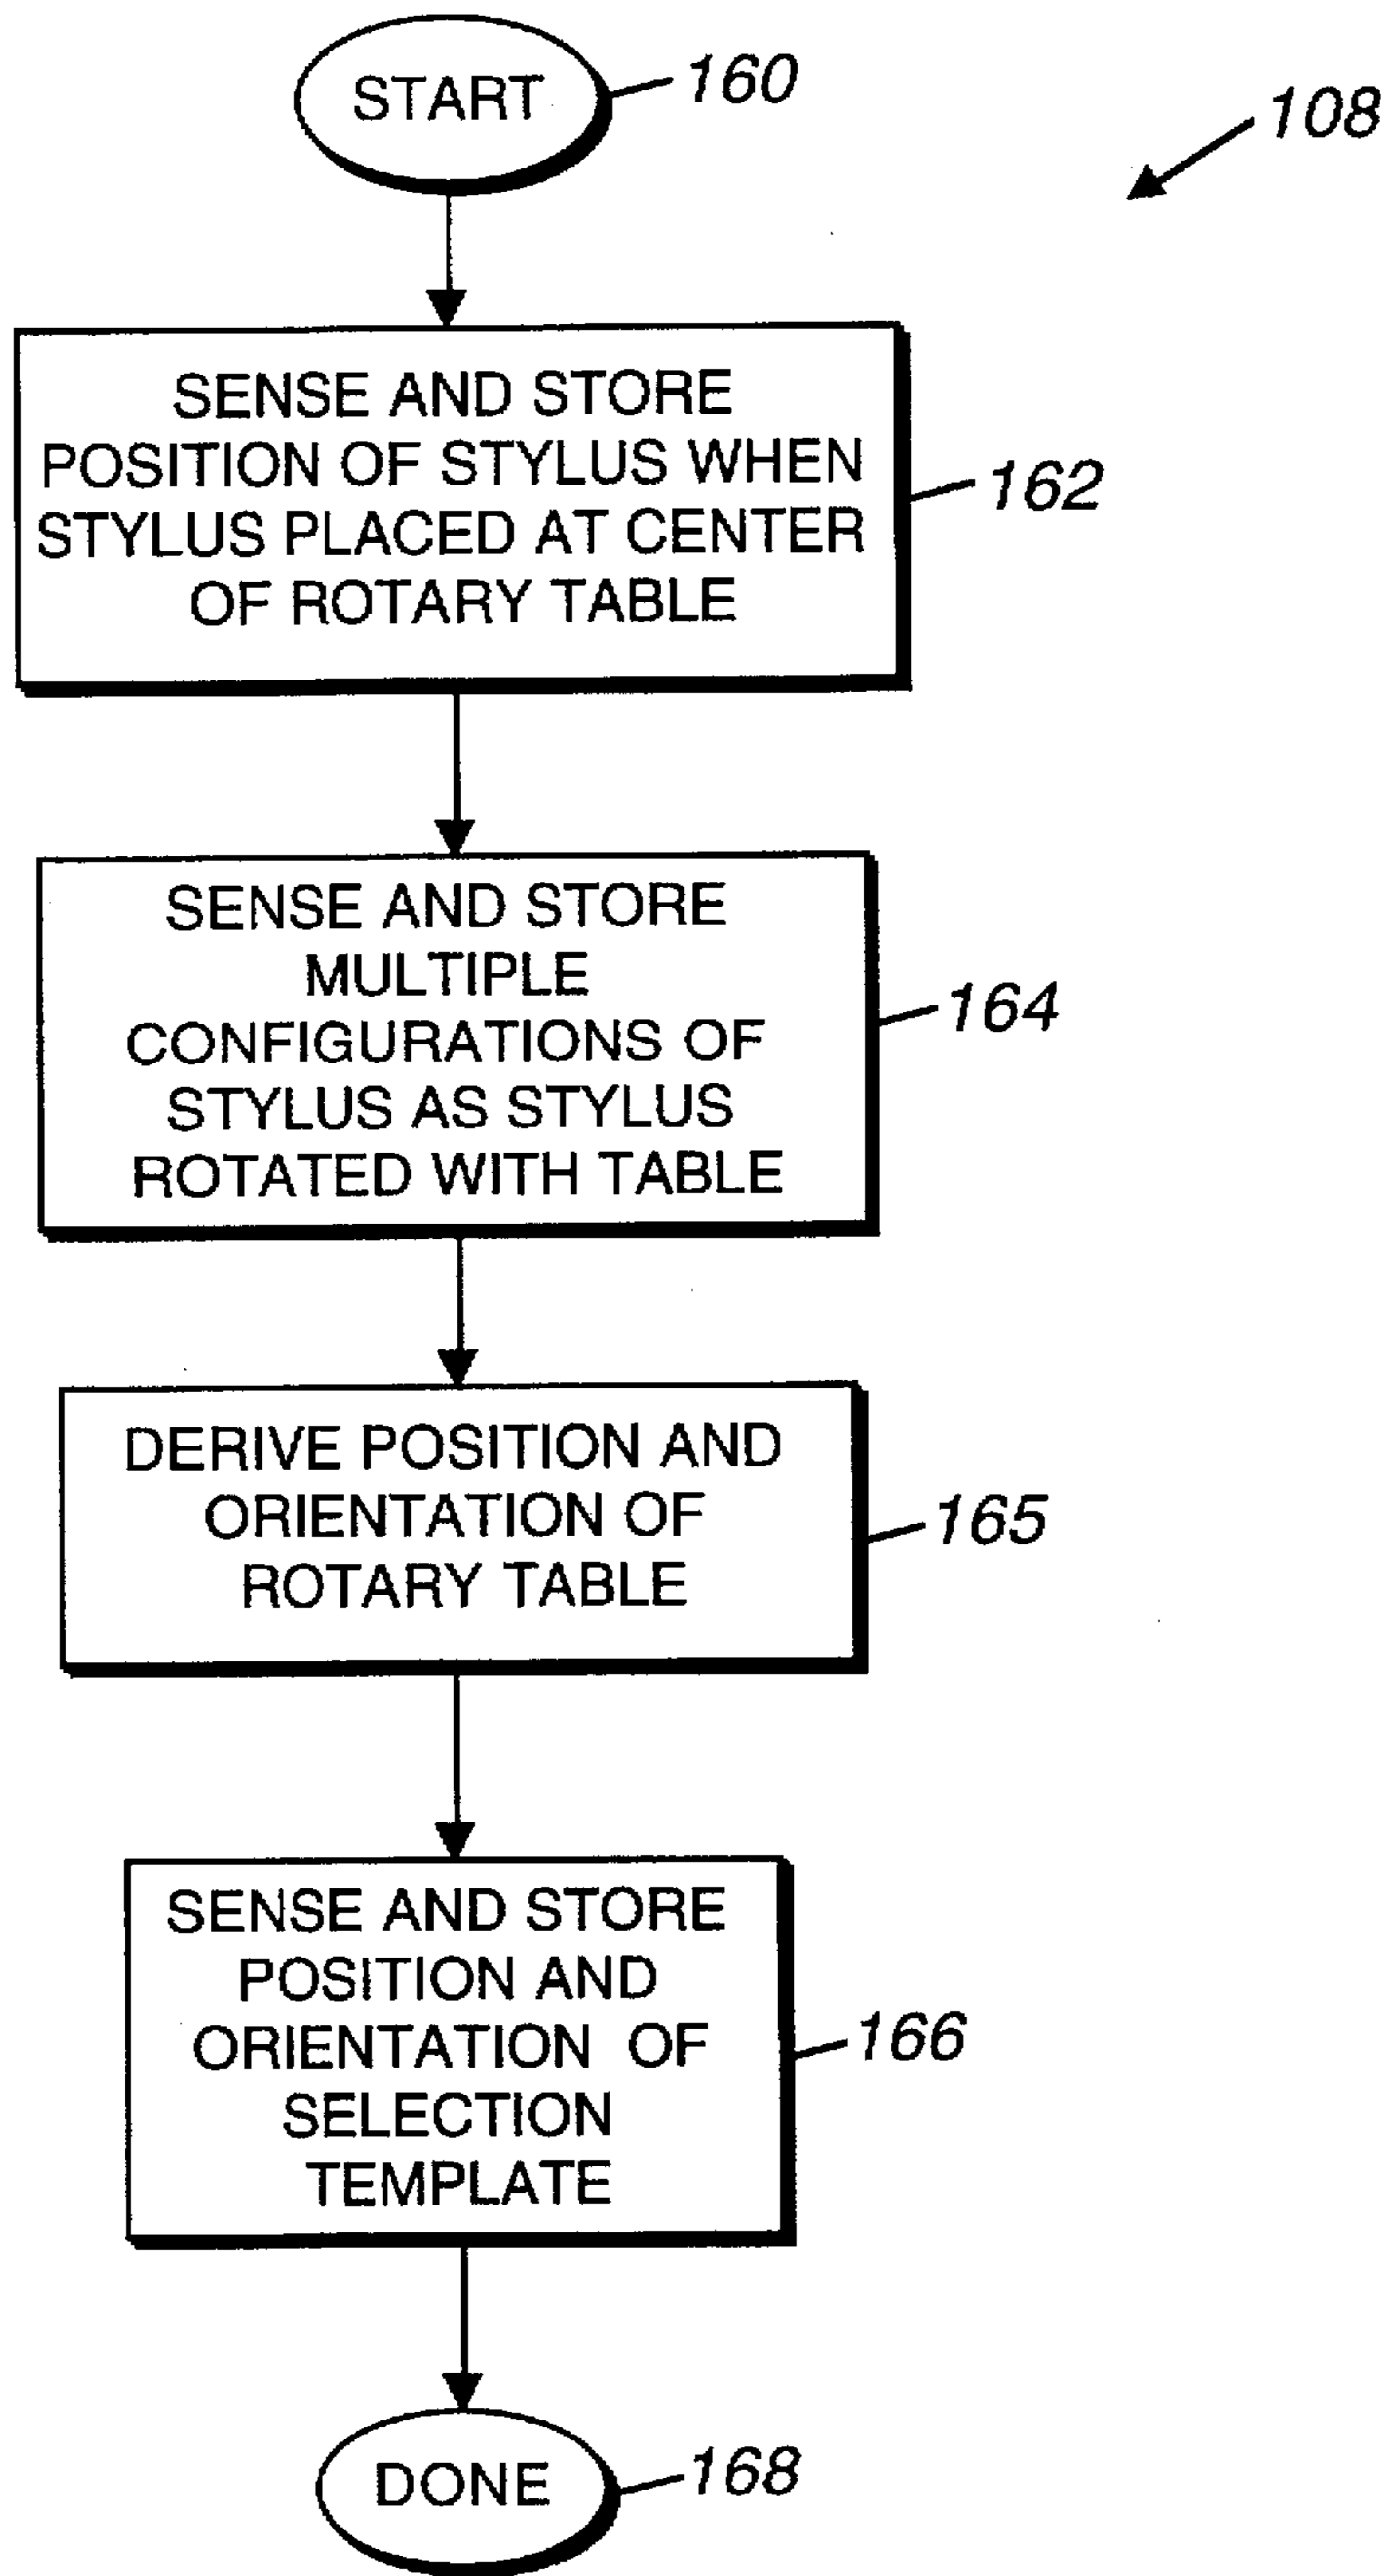 START
160
108
SENSE AND STORE
POSITION OF STYLUS WHEN
STYLUS PLACED AT CENTER
OF ROTARY TABLE
162
SENSE AND STORE
MULTIPLE
CONFIGURATIONS OF
STYLUS AS STYLUS
ROTATED WITH TABLE
164
DERIVE POSITION AND
ORIENTATION OF
ROTARY TABLE
165
SENSE AND STORE
POSITION AND
ORIENTATION OF
SELECTION
TEMPLATE
166
DONE
168